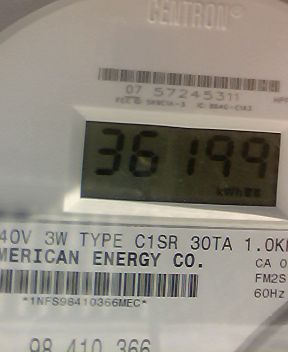 CENTRON®
07 57245311
36199
kWh
40V 3W TYPE C1SR 30TA 1.0K
MERICAN ENERGY CO.
CA 0
FM2S
*1NFS98410366MEC*
60Hz
98 410 366